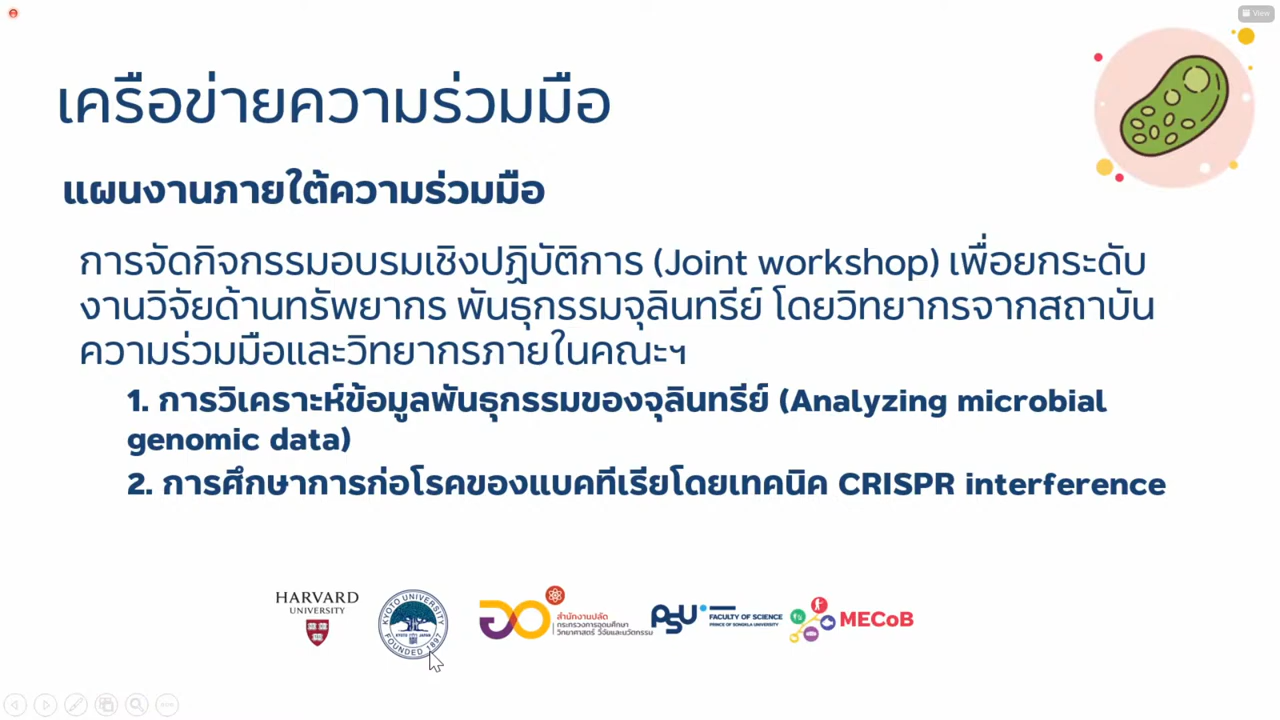 View
เครือข่ายความร่วมมือ
แผนงานภายใต้ความร่วมมือ
การจัดกิจกรรมอบรมเชิงปฏิบัติการ (Joint workshop) เพื่อยกระดับ
งานวิจัยด้านทรัพยากร พันธุกรรมจุลินทรีย์ โดยวิทยากรจากสถาบัน
ความร่วมมือและวิทยากรภายในคณะฯ
1. การวิเคราะห์ข้อมูลพันธุกรรมของจุลินทรีย์ (Analyzing microbial
genomic data)
2. การศึกษาการก่อโรคของแบคทีเรียโดยเทคนิค CRISPR interference
HARVARD
UNIVERSITY
KYOTO UNIVERSITY
KYOTO JAPAN
FOUNDED 1897
สำนักงานปลัด
กระทรวงการอุดมศึกษา
วิทยาศาสตร์ วิจัยและนวัตกรรม
PSU
FACULTY OF SCIENCE
PRINCE OF SONGKLA UNIVERSITY
MECoB